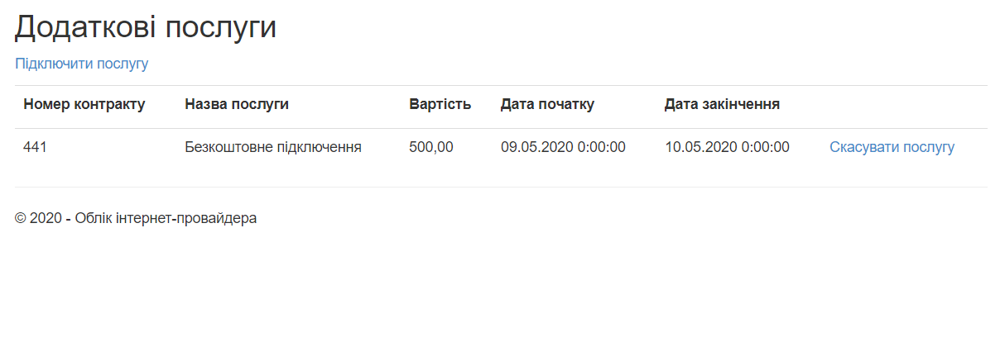 Додаткові послуги
Підключити послугу
Номер контракту Назва послуги Вартість Дата початку Дата закінчення
441 Безкоштовне підключення 500,00 09.05.2020 0:00:00 10.05.2020 0:00:00 Скасувати послугу
© 2020 - Облік інтернет-провайдера